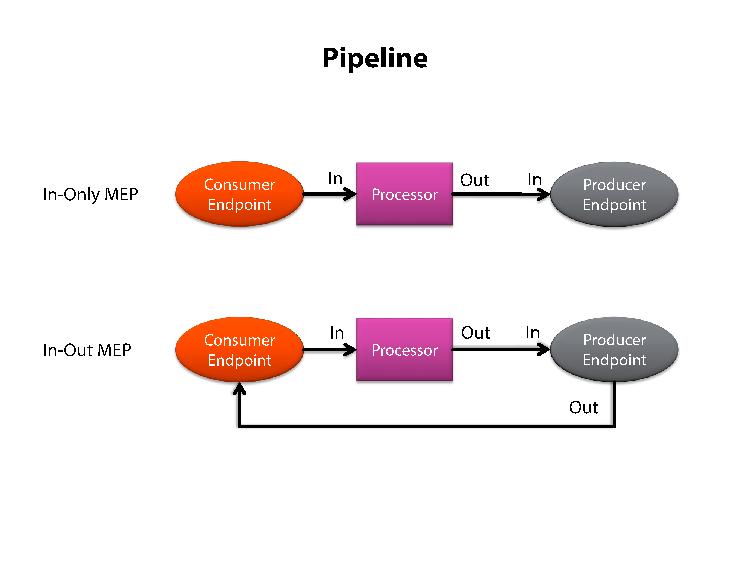 Pipeline
In-Only MEP
Consumer
Endpoint
In
Processor
Out
In
Producer
Endpoint
In-Out MEP
Consumer
Endpoint
In
Processor
Out
In
Producer
Endpoint
Out